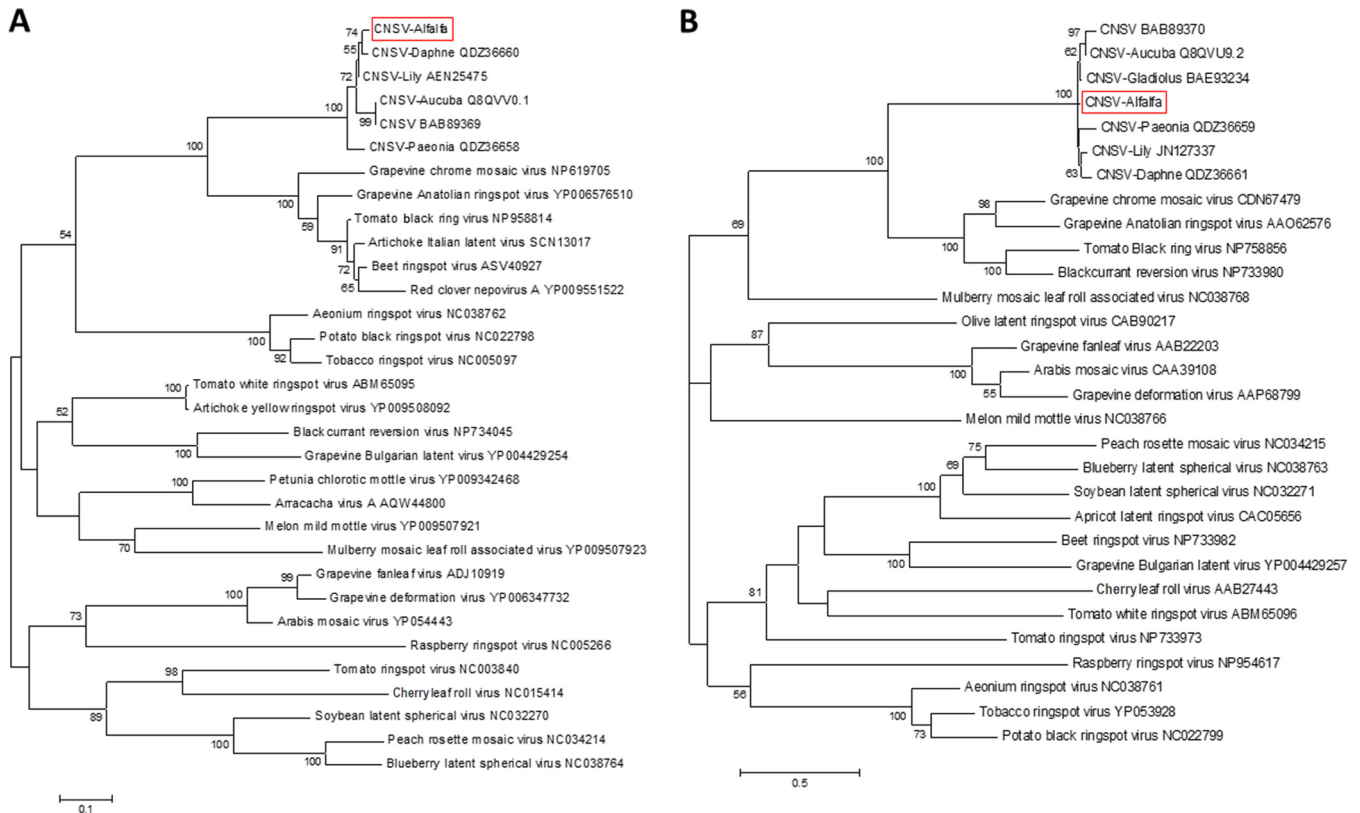 A
74
CNSV-Alfalfa
55
CNSV-Daphne QDZ36660
72
CNSV-Lily AEN25475
100
CNSV-Aucuba Q8QVV0.1
99
CNSV BAB89369
100
CNSV-Paeonia QDZ36658
Grapevine chrome mosaic virus NP619705
100
Grapevine Anatolian ringspot virus YP006576510
59
Tomato black ring virus NP958814
91
Artichoke Italian latent virus SCN13017
72
Beet ringspot virus ASV40927
65
Red clover nepovirus A YP009551522
54
Aeonium ringspot virus NC038762
100
Potato black ringspot virus NC022798
92
Tobacco ringspot virus NC005097
100
Tomato white ringspot virus ABM65095
Artichoke yellow ringspot virus YP009508092
52
Blackcurrant reversion virus NP734045
100
Grapevine Bulgarian latent virus YP004429254
Petunia chlorotic mottle virus YP009342468
100
Arracacha virus A AQW44800
Melon mild mottle virus YP009507921
70
Mulberry mosaic leaf roll associated virus YP009507923
99
Grapevine fanleaf virus ADJ10919
100
Grapevine deformation virus YP006347732
73
Arabis mosaic virus YP054443
Raspberry ringspot virus NC005266
98
Tomato ringspot virus NC003840
Cherry leaf roll virus NC015414
89
Soybean latent spherical virus NC032270
100
Peach rosette mosaic virus NC034214
100
Blueberry latent spherical virus NC038764
0.1
B
97
CNSV BAB89370
62
CNSV-Aucuba Q8QVU9.2
CNSV-Gladiolus BAE93234
100
CNSV-Alfalfa
CNSV-Paeonia QDZ36659
CNSV-Lily JN127337
63
CNSV-Daphne QDZ36661
100
98
Grapevine chrome mosaic virus CDN67479
Grapevine Anatolian ringspot virus AAO62576
100
Tomato Black ring virus NP758856
100
Blackcurrant reversion virus NP733980
69
Mulberry mosaic leaf roll associated virus NC038768
87
Olive latent ringspot virus CAB90217
Grapevine fanleaf virus AAB22203
100
Arabis mosaic virus CAA39108
55
Grapevine deformation virus AAP68799
Melon mild mottle virus NC038766
75
Peach rosette mosaic virus NC034215
69
Blueberry latent spherical virus NC038763
100
Soybean latent spherical virus NC032271
Apricot latent ringspot virus CAC05656
Beet ringspot virus NP733982
100
Grapevine Bulgarian latent virus YP004429257
81
Cherry leaf roll virus AAB27443
Tomato white ringspot virus ABM65096
Tomato ringspot virus NP733973
Raspberry ringspot virus NP954617
56
Aeonium ringspot virus NC038761
100
Tobacco ringspot virus YP053928
73
Potato black ringspot virus NC022799
0.5